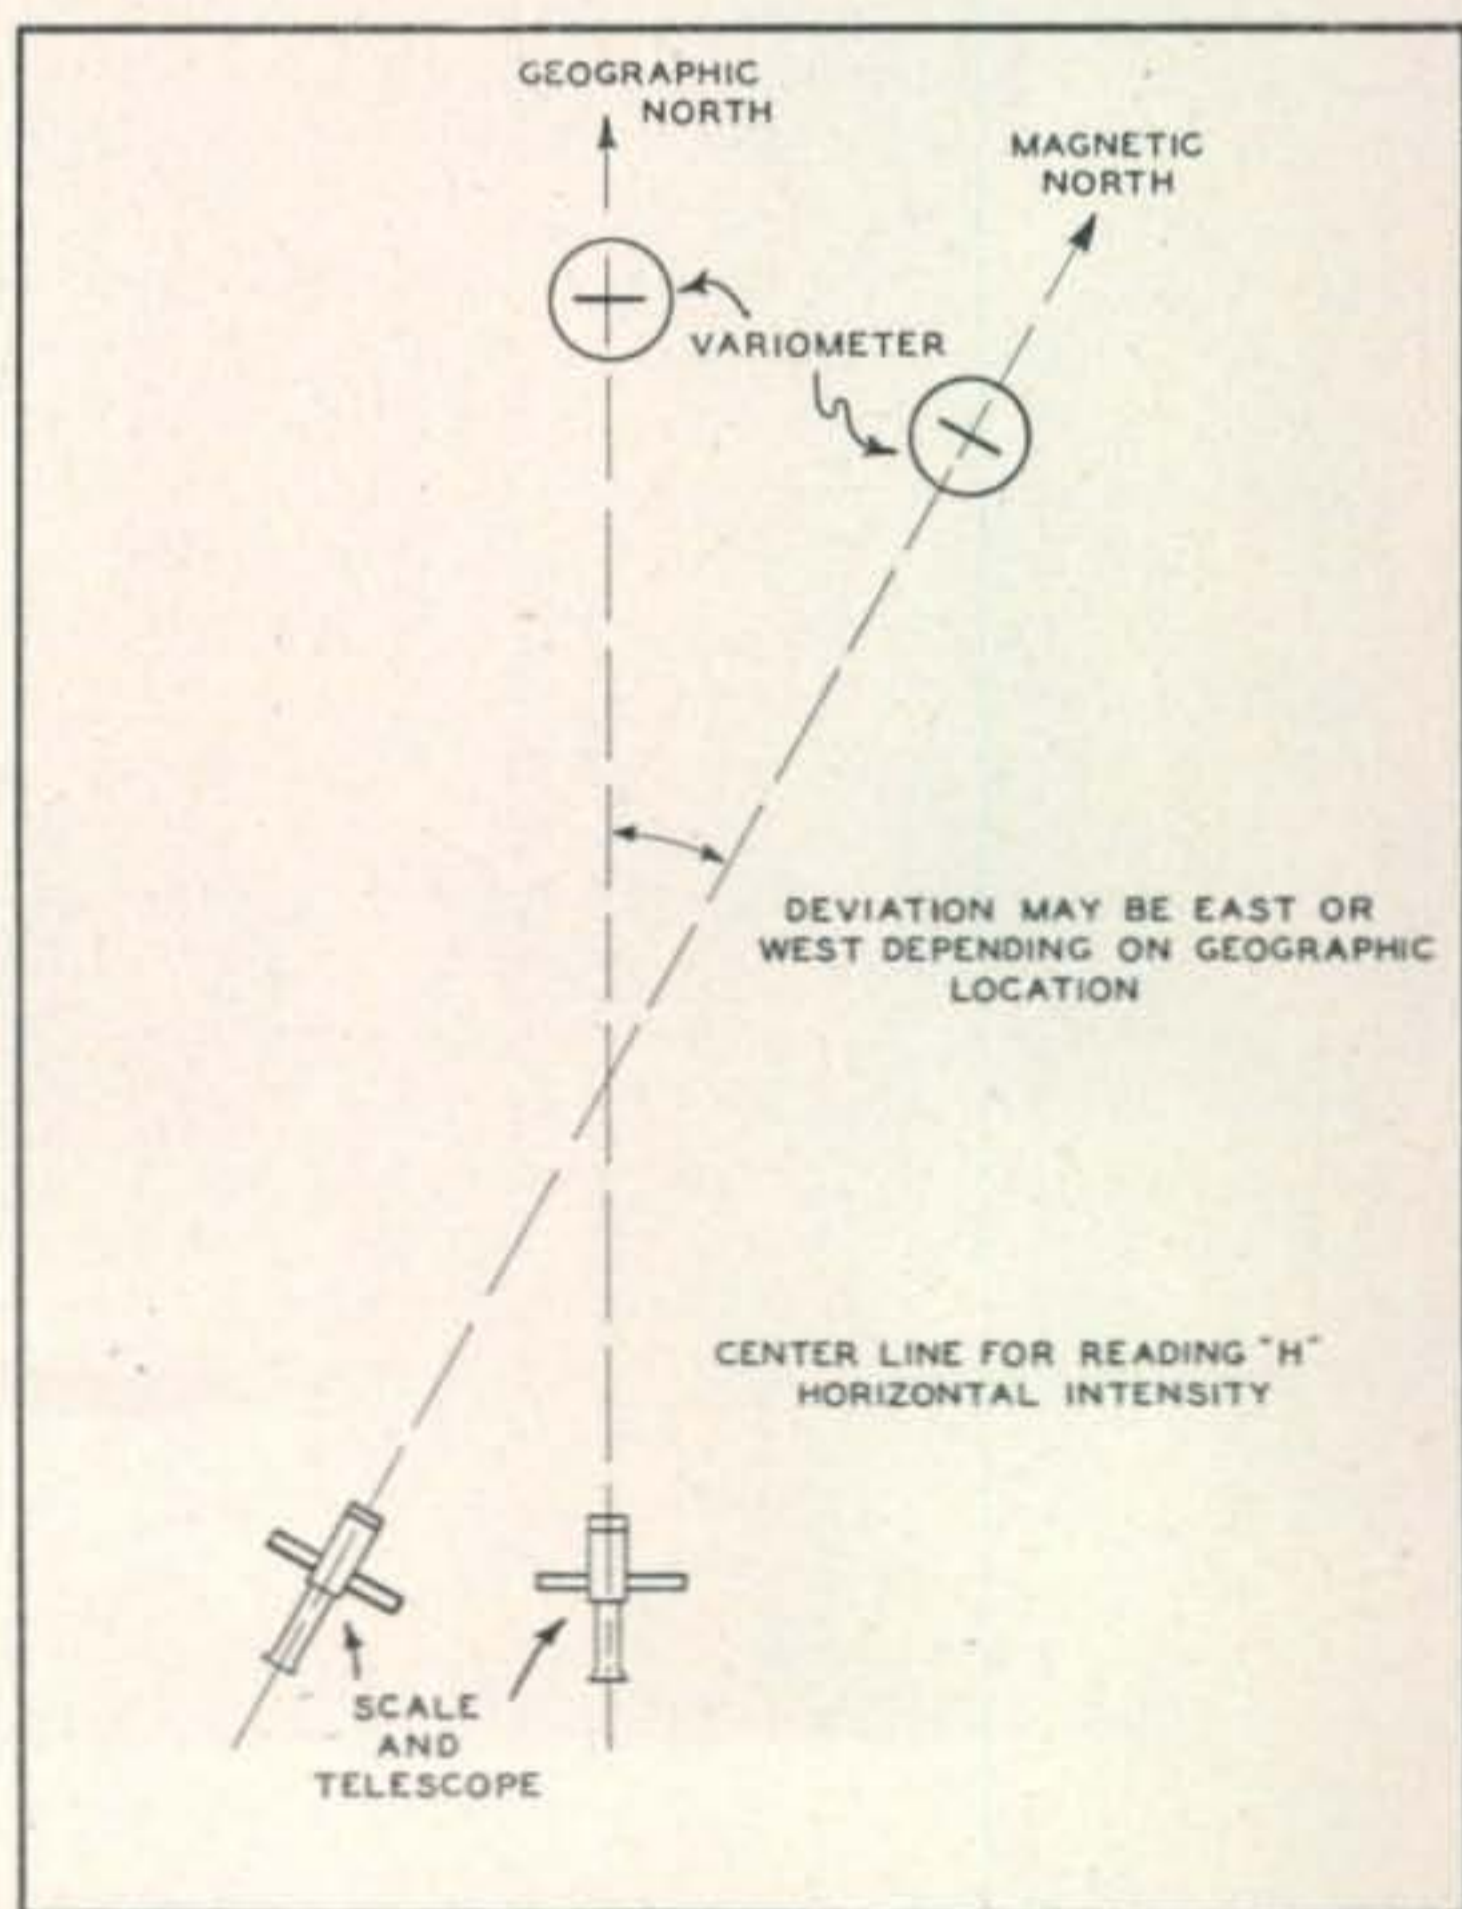 GEOGRAPHIC
NORTH
MAGNETIC
NORTH
VARIOMETER
DEVIATION MAY BE EAST OR
WEST DEPENDING ON GEOGRAPHIC
LOCATION
CENTER LINE FOR READING "H"
HORIZONTAL INTENSITY
SCALE
AND
TELESCOPE